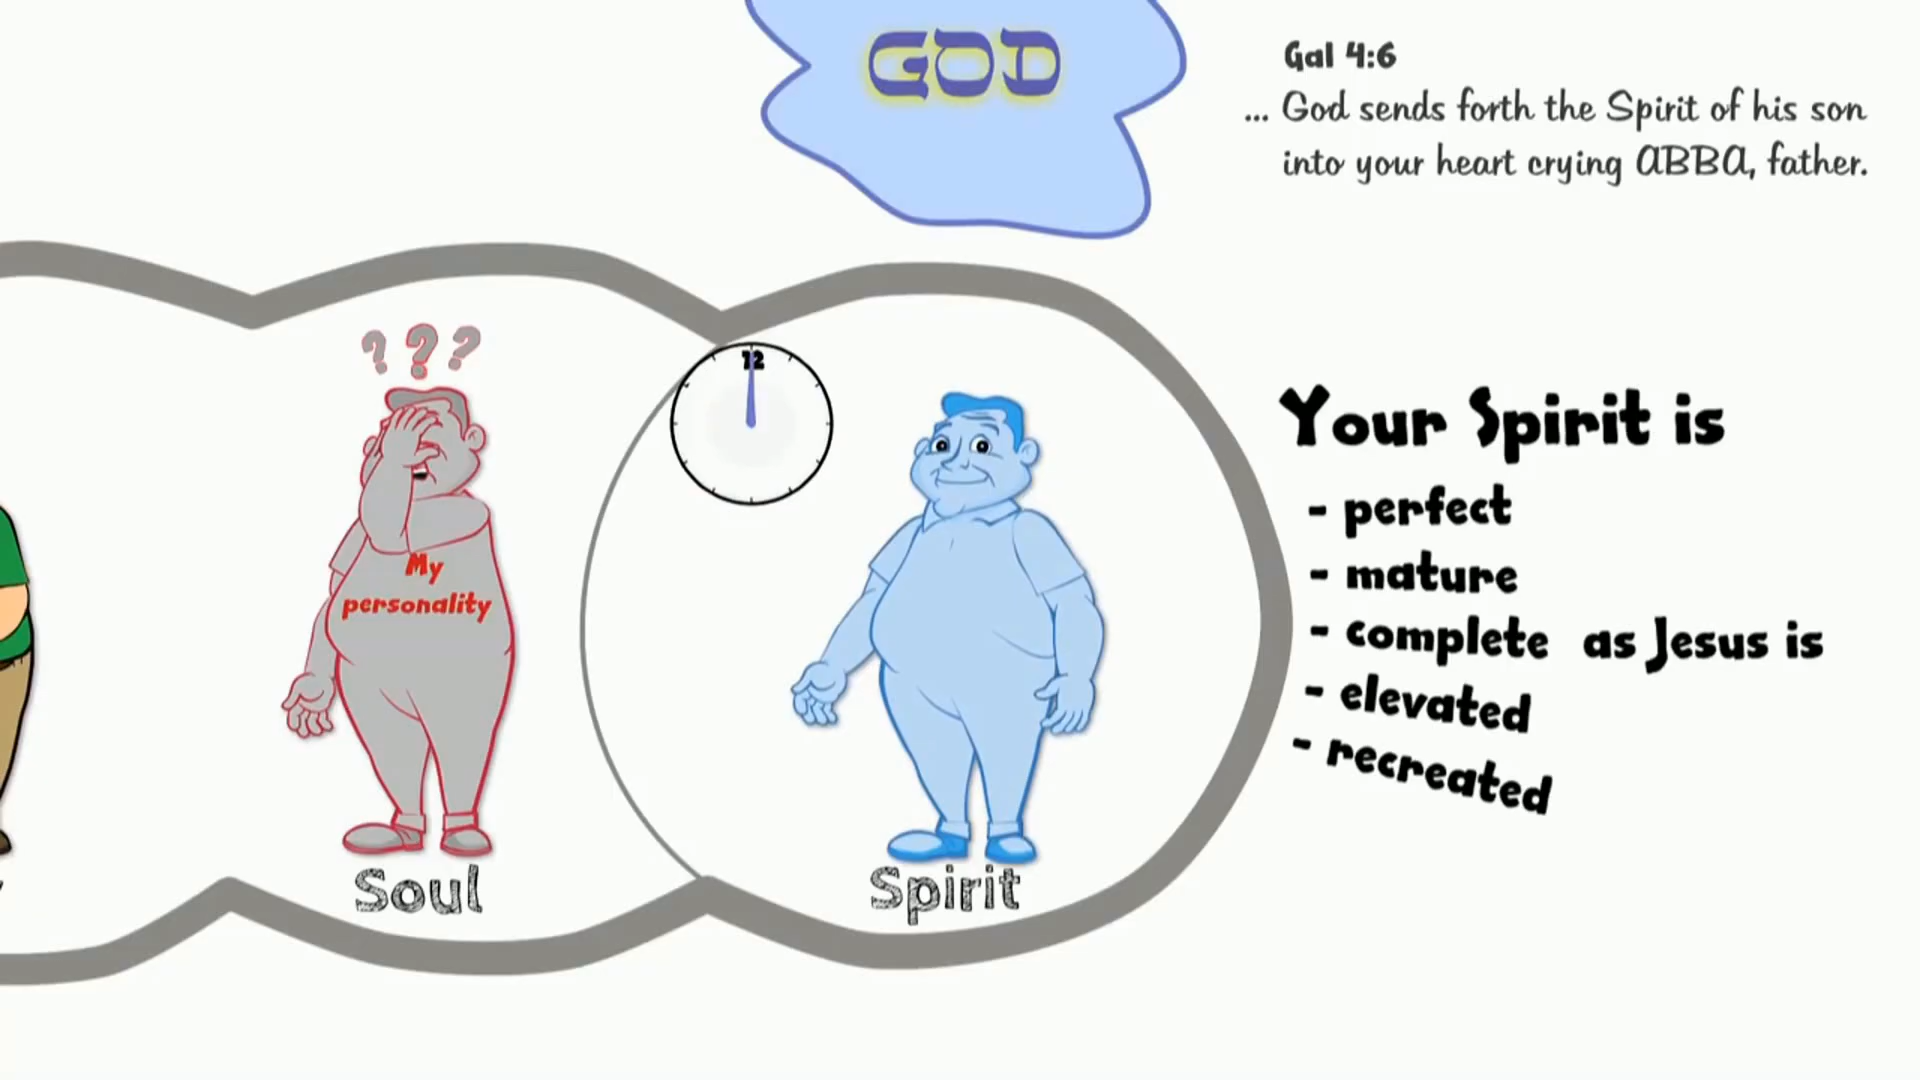 GOD
Gal 4:6
... God sends forth the Spirit of his son
into your heart crying ABBA, father.
? ? ?
12
My
personality
Soul
Spirit
Your Spirit is
- perfect
- mature
- complete as Jesus is
- elevated
- recreated